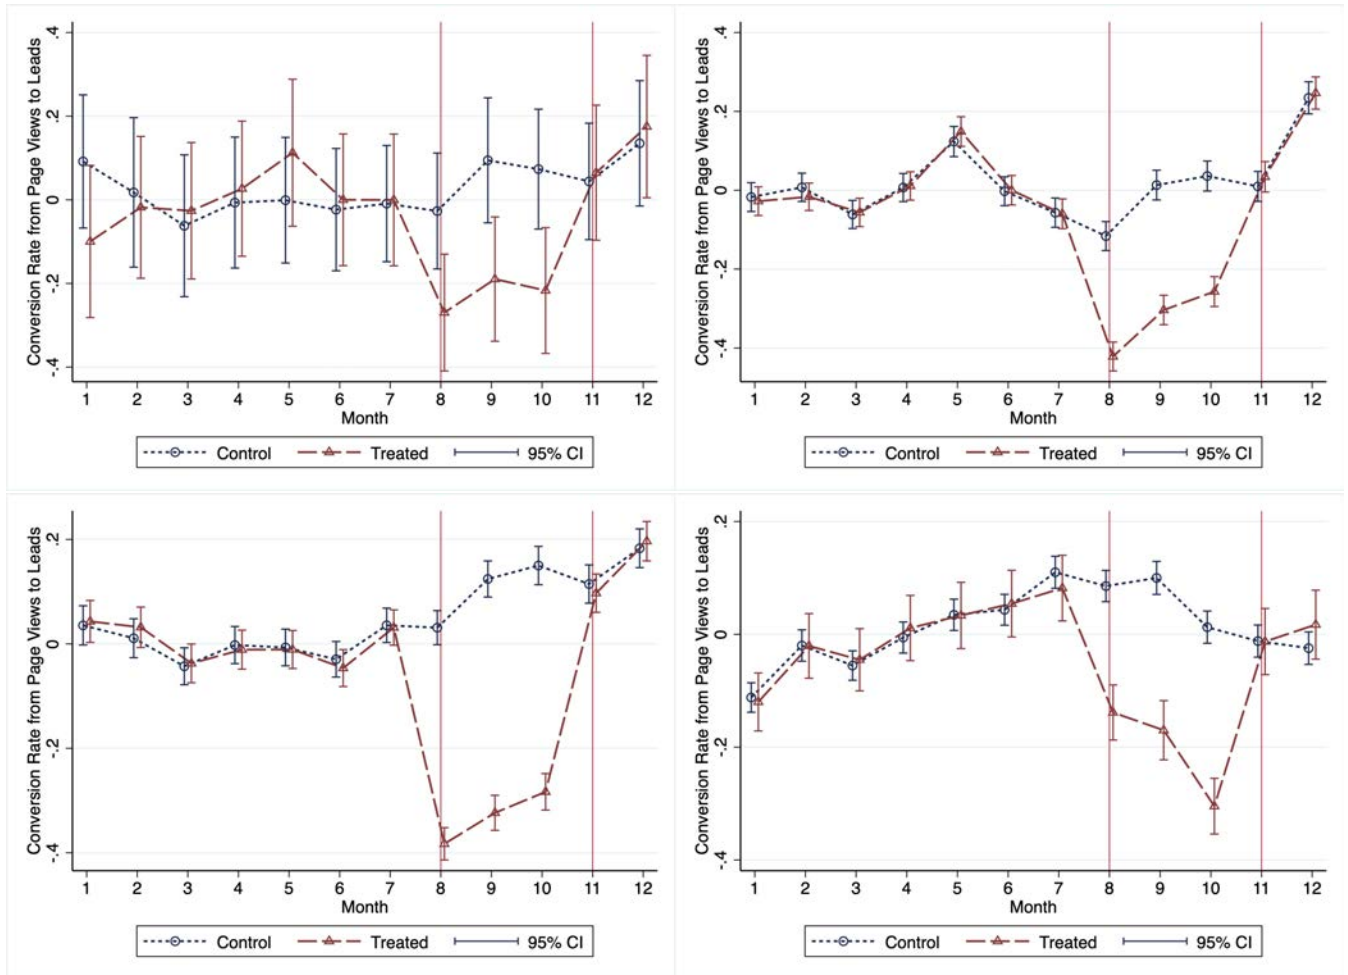 Conversion Rate from Page Views to Leads
.4
.2
0
-.2
-.4
1 2 3 4 5 6 7 8 9 10 11 12
Month
Control Treated 95% CI
Conversion Rate from Page Views to Leads
.4
.2
0
-.2
-.4
1 2 3 4 5 6 7 8 9 10 11 12
Month
Control Treated 95% CI
Conversion Rate from Page Views to Leads
.2
0
-.2
-.4
1 2 3 4 5 6 7 8 9 10 11 12
Month
Control Treated 95% CI
Conversion Rate from Page Views to Leads
.2
0
-.2
-.4
1 2 3 4 5 6 7 8 9 10 11 12
Month
Control Treated 95% CI